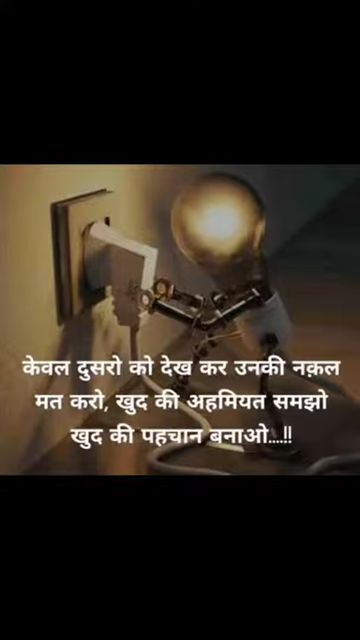 केवल दुसरो को देख कर उनकी नक़ल
मत करो, खुद की अहमियत समझो
खुद की पहचान बनाओ....!!